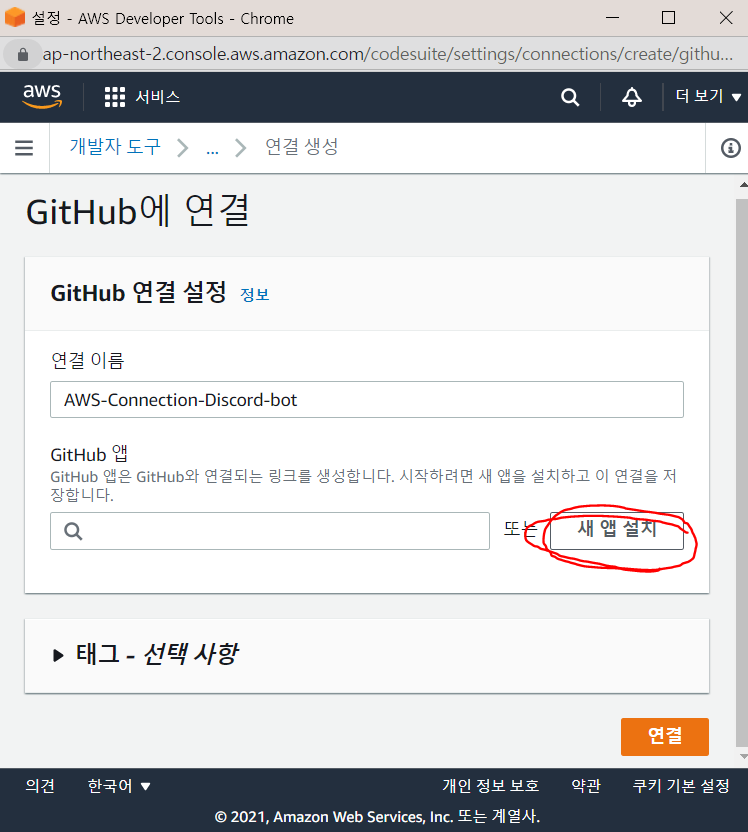 설정 - AWS Developer Tools - Chrome
ap-northeast-2.console.aws.amazon.com/codesuite/settings/connections/create/githu...
aws 서비스 더 보기
개발자 도구 ... 연결 생성
GitHub에 연결
GitHub 연결 설정 정보
연결 이름
AWS-Connection-Discord-bot
GitHub 앱
GitHub 앱은 GitHub와 연결되는 링크를 생성합니다. 시작하려면 새 앱을 설치하고 이 연결을 저
장합니다.
또는 새 앱 설치
태그 - 선택 사항
연결
의견 한국어 개인 정보 보호 약관 쿠키 기본 설정
© 2021, Amazon Web Services, Inc. 또는 계열사.